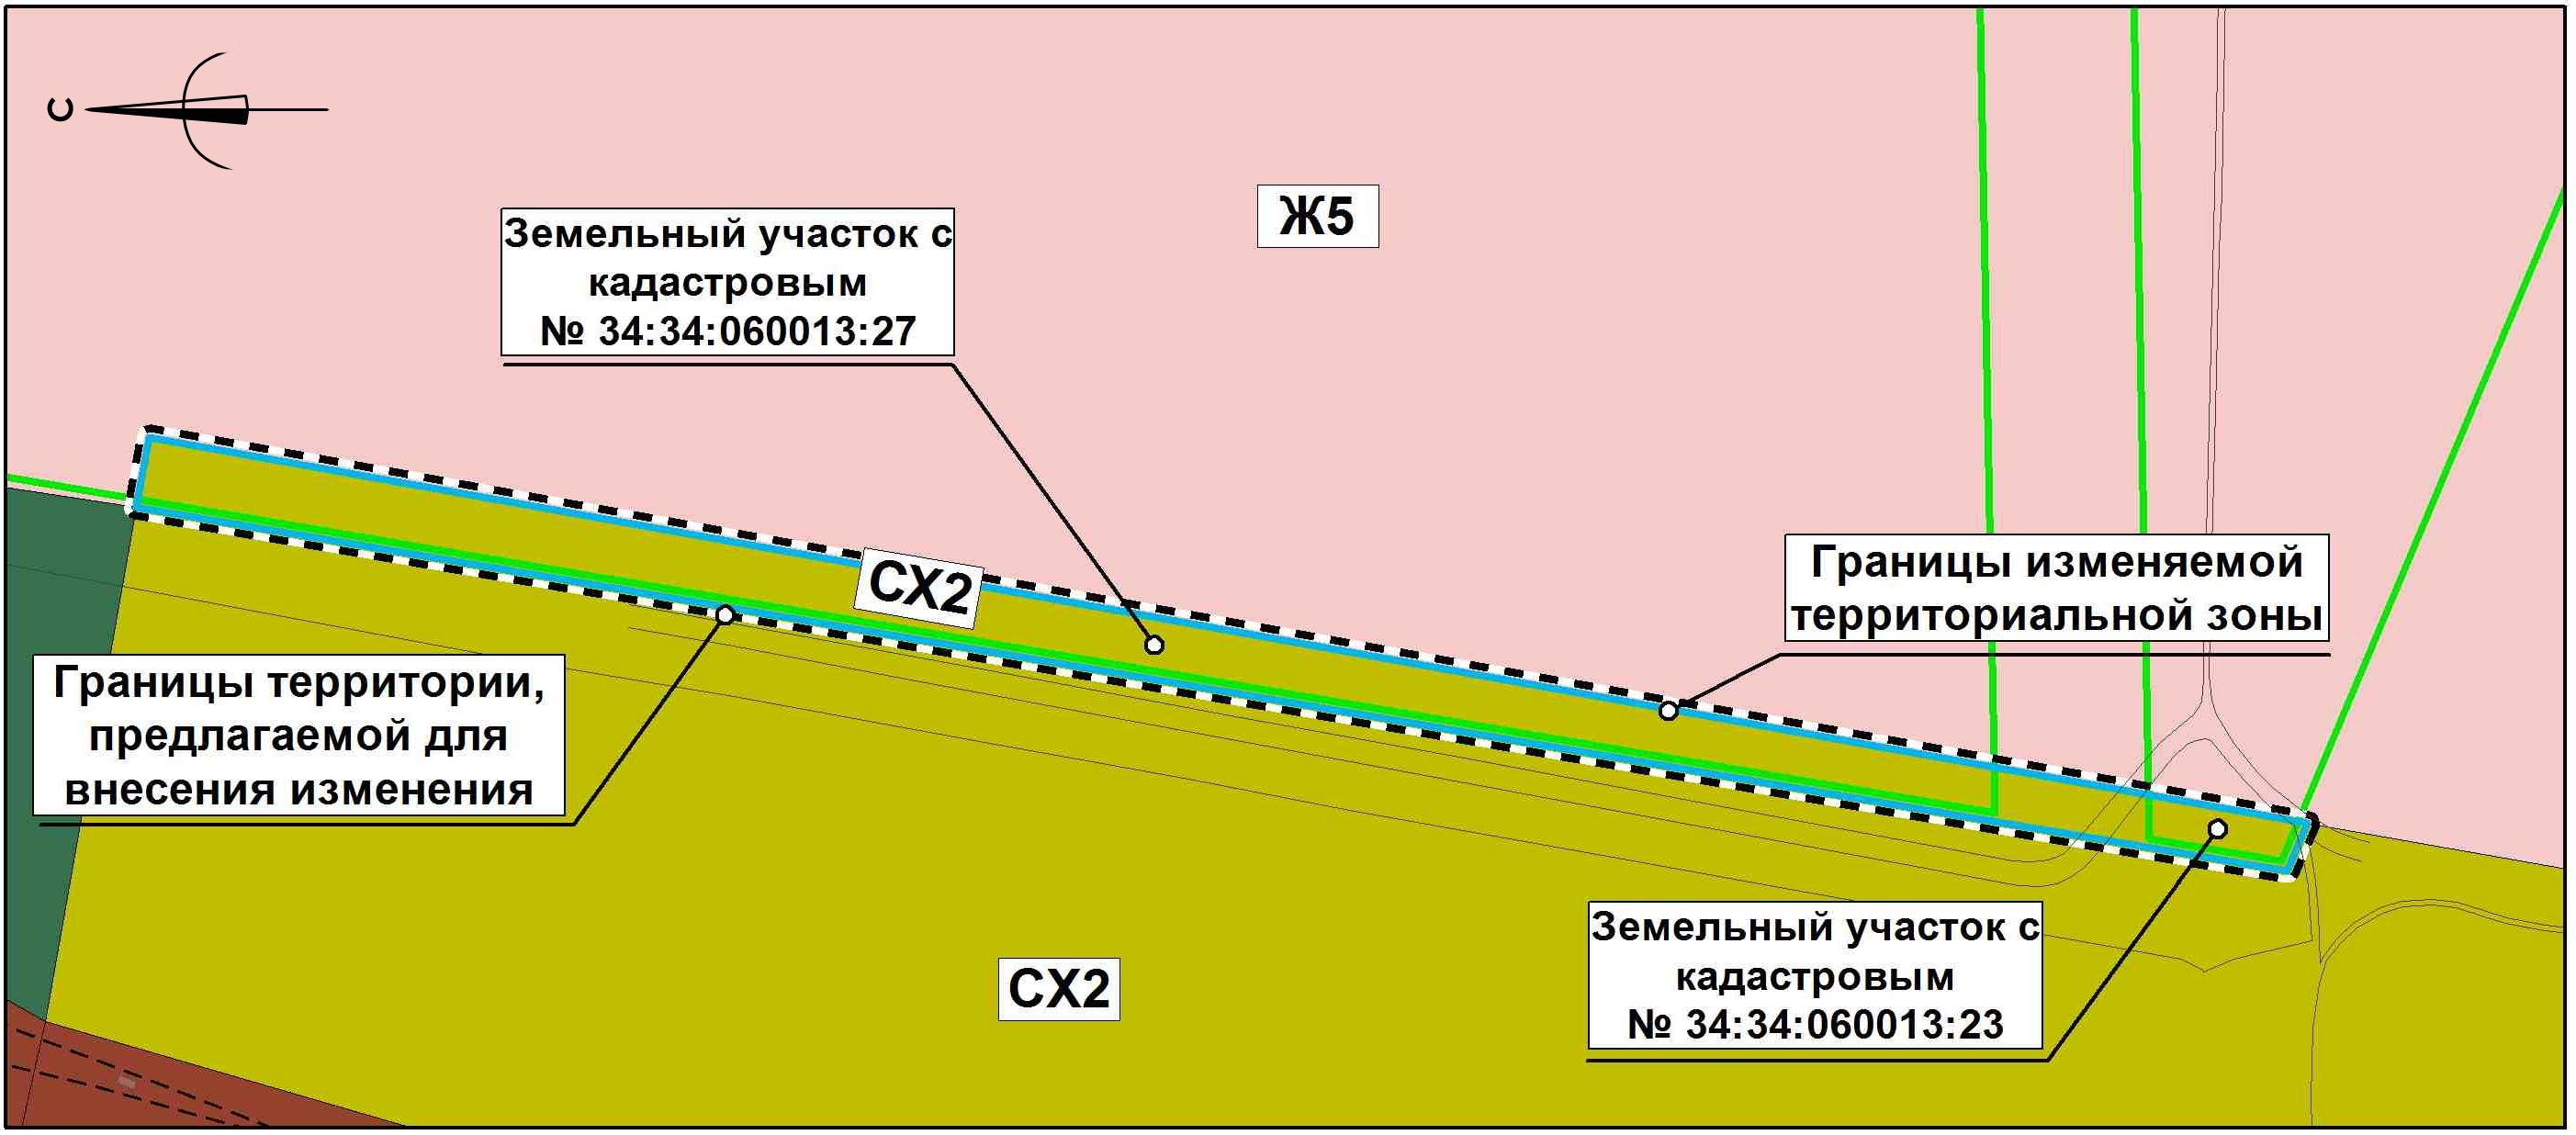 С
Ж5
Земельный участок с
кадастровым
№ 34:34:060013:27
СХ2
Границы изменяемой
территориальной зоны
Границы территории,
предлагаемой для
внесения изменения
Земельный участок с
кадастровым
№ 34:34:060013:23
СХ2